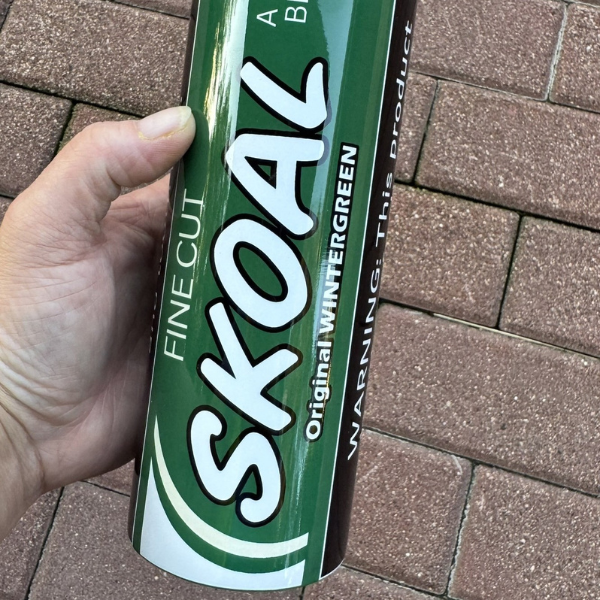 A
FINE CUT
SKOAL
Original WINTERGREEN
WARNING: This product